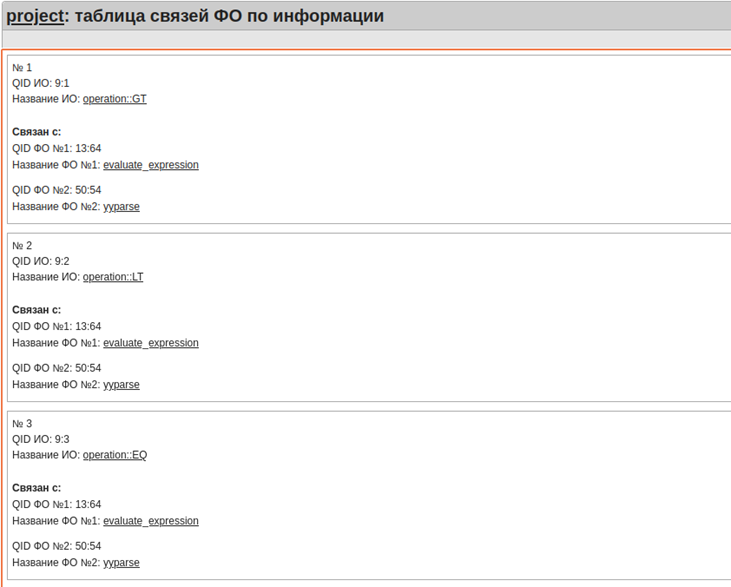 project: таблица связей ФО по информации
№ 1
QID ИО: 9:1
Название ИО: operation::GT
Связан с:
QID ФО №1: 13:64
Название ФО №1: evaluate_expression
QID ФО №2: 50:54
Название ФО №2: yyparse
№ 2
QID ИО: 9:2
Название ИО: operation::LT
Связан с:
QID ФО №1: 13:64
Название ФО №1: evaluate_expression
QID ФО №2: 50:54
Название ФО №2: yyparse
№ 3
QID ИО: 9:3
Название ИО: operation::EQ
Связан с:
QID ФО №1: 13:64
Название ФО №1: evaluate_expression
QID ФО №2: 50:54
Название ФО №2: yyparse